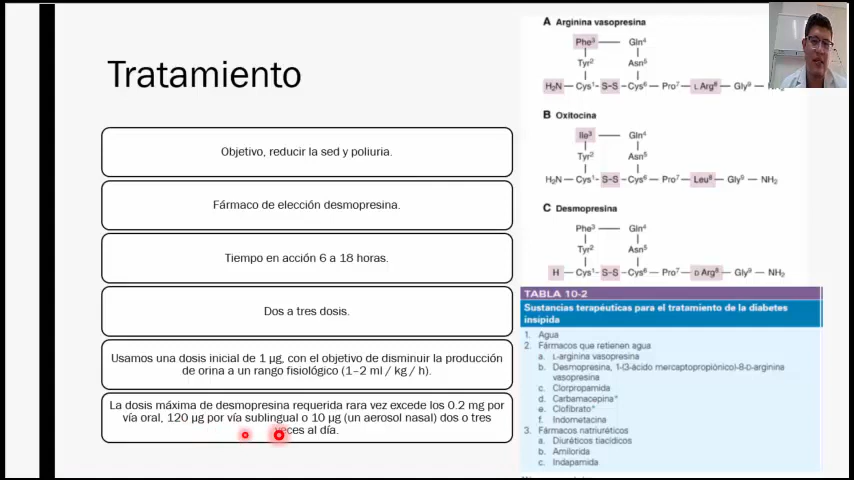 Tratamiento
Objetivo, reducir la sed y poliuria.
Fármaco de elección desmopresina.
Tiempo en acción 6 a 18 horas.
Dos a tres dosis.
Usamos una dosis inicial de 1 μg, con el objetivo de disminuir la producción
de orina a un rango fisiológico (1–2 ml / kg / h).
La dosis máxima de desmopresina requerida rara vez excede los 0.2 mg por
vía oral, 120 μg por vía sublingual o 10 μg (un aerosol nasal) dos o tres
veces al día.
A Arginina vasopresina
Phe³ — Gln⁴
Tyr² Asn⁵
H₂N — Cys¹- S–S – Cys⁶ — Pro⁷ — L Arg⁸ — Gly⁹ —
B Oxitocina
Ile³ — Gln⁴
Tyr² Asn⁵
H₂N — Cys¹- S–S – Cys⁶ — Pro⁷ — Leu⁸ — Gly⁹ — NH₂
C Desmopresina
Phe³ — Gln⁴
Tyr² Asn⁵
H — Cys¹- S–S – Cys⁶ — Pro⁷ — D Arg⁸ — Gly⁹ — NH₂
TABLA 10-2
Sustancias terapéuticas para el tratamiento de la diabetes
insípida
1. Agua
2. Fármacos que retienen agua
a. L-arginina vasopresina
b. Desmopresina, 1-(3-ácido mercaptopropiónicol-8-D-arginina
vasopresina
c. Clorpropamida
d. Carbamacepina*
e. Clofibrato*
f. Indometacina
3. Fármacos natriuréticos
a. Diuréticos tiacídicos
b. Amilorida
c. Indapamida